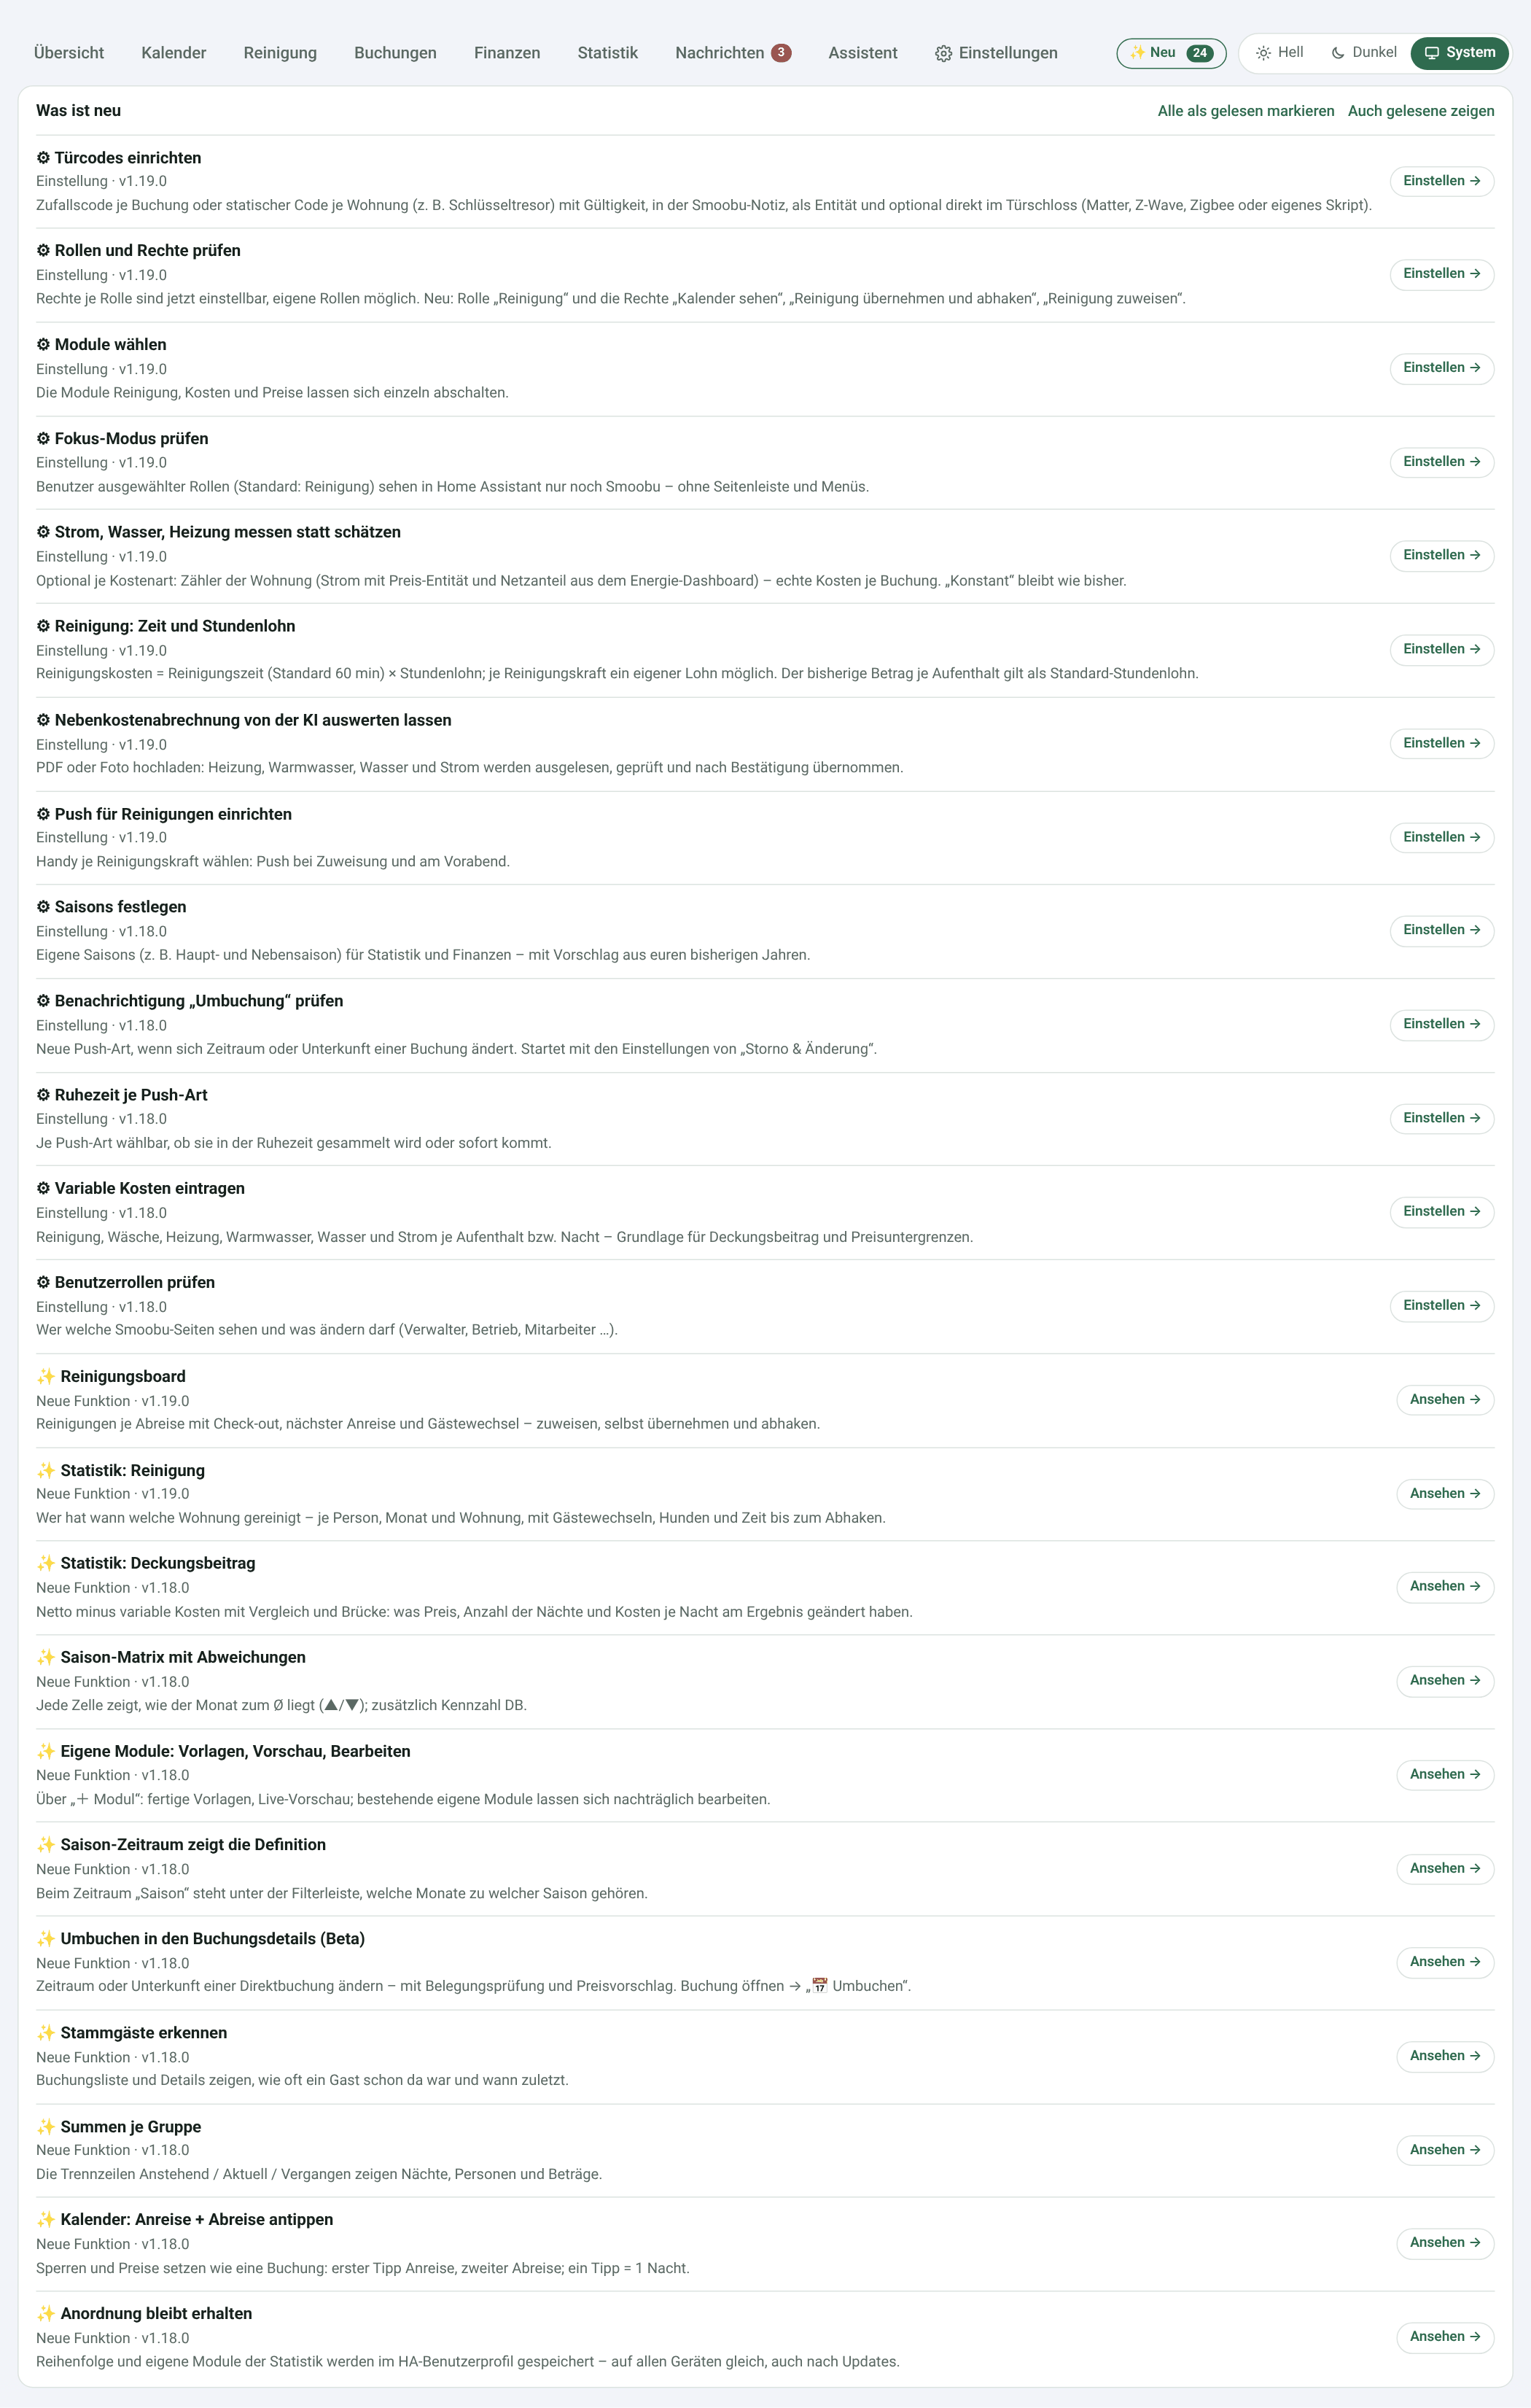 Übersicht Kalender Reinigung Buchungen Finanzen Statistik Nachrichten 3 Assistent Einstellungen ✨ Neu 24 Hell Dunkel System
Was ist neu Alle als gelesen markieren Auch gelesene zeigen
⚙ Türcodes einrichten
Einstellung · v1.19.0
Einstellen →
Zufallscode je Buchung oder statischer Code je Wohnung (z. B. Schlüsseltresor) mit Gültigkeit, in der Smoobu-Notiz, als Entität und optional direkt im Türschloss (Matter, Z-Wave, Zigbee oder eigenes Skript).
⚙ Rollen und Rechte prüfen
Einstellung · v1.19.0
Einstellen →
Rechte je Rolle sind jetzt einstellbar, eigene Rollen möglich. Neu: Rolle „Reinigung“ und die Rechte „Kalender sehen“, „Reinigung übernehmen und abhaken“, „Reinigung zuweisen“.
⚙ Module wählen
Einstellung · v1.19.0
Einstellen →
Die Module Reinigung, Kosten und Preise lassen sich einzeln abschalten.
⚙ Fokus-Modus prüfen
Einstellung · v1.19.0
Einstellen →
Benutzer ausgewählter Rollen (Standard: Reinigung) sehen in Home Assistant nur noch Smoobu – ohne Seitenleiste und Menüs.
⚙ Strom, Wasser, Heizung messen statt schätzen
Einstellung · v1.19.0
Einstellen →
Optional je Kostenart: Zähler der Wohnung (Strom mit Preis-Entität und Netzanteil aus dem Energie-Dashboard) – echte Kosten je Buchung. „Konstant“ bleibt wie bisher.
⚙ Reinigung: Zeit und Stundenlohn
Einstellung · v1.19.0
Einstellen →
Reinigungskosten = Reinigungszeit (Standard 60 min) × Stundenlohn; je Reinigungskraft ein eigener Lohn möglich. Der bisherige Betrag je Aufenthalt gilt als Standard-Stundenlohn.
⚙ Nebenkostenabrechnung von der KI auswerten lassen
Einstellung · v1.19.0
Einstellen →
PDF oder Foto hochladen: Heizung, Warmwasser, Wasser und Strom werden ausgelesen, geprüft und nach Bestätigung übernommen.
⚙ Push für Reinigungen einrichten
Einstellung · v1.19.0
Einstellen →
Handy je Reinigungskraft wählen: Push bei Zuweisung und am Vorabend.
⚙ Saisons festlegen
Einstellung · v1.18.0
Einstellen →
Eigene Saisons (z. B. Haupt- und Nebensaison) für Statistik und Finanzen – mit Vorschlag aus euren bisherigen Jahren.
⚙ Benachrichtigung „Umbuchung“ prüfen
Einstellung · v1.18.0
Einstellen →
Neue Push-Art, wenn sich Zeitraum oder Unterkunft einer Buchung ändert. Startet mit den Einstellungen von „Storno & Änderung“.
⚙ Ruhezeit je Push-Art
Einstellung · v1.18.0
Einstellen →
Je Push-Art wählbar, ob sie in der Ruhezeit gesammelt wird oder sofort kommt.
⚙ Variable Kosten eintragen
Einstellung · v1.18.0
Einstellen →
Reinigung, Wäsche, Heizung, Warmwasser, Wasser und Strom je Aufenthalt bzw. Nacht – Grundlage für Deckungsbeitrag und Preisuntergrenzen.
⚙ Benutzerrollen prüfen
Einstellung · v1.18.0
Einstellen →
Wer welche Smoobu-Seiten sehen und was ändern darf (Verwalter, Betrieb, Mitarbeiter …).
✨ Reinigungsboard
Neue Funktion · v1.19.0
Ansehen →
Reinigungen je Abreise mit Check-out, nächster Anreise und Gästewechsel – zuweisen, selbst übernehmen und abhaken.
✨ Statistik: Reinigung
Neue Funktion · v1.19.0
Ansehen →
Wer hat wann welche Wohnung gereinigt – je Person, Monat und Wohnung, mit Gästewechseln, Hunden und Zeit bis zum Abhaken.
✨ Statistik: Deckungsbeitrag
Neue Funktion · v1.18.0
Ansehen →
Netto minus variable Kosten mit Vergleich und Brücke: was Preis, Anzahl der Nächte und Kosten je Nacht am Ergebnis geändert haben.
✨ Saison-Matrix mit Abweichungen
Neue Funktion · v1.18.0
Ansehen →
Jede Zelle zeigt, wie der Monat zum Ø liegt (▲/▼); zusätzlich Kennzahl DB.
✨ Eigene Module: Vorlagen, Vorschau, Bearbeiten
Neue Funktion · v1.18.0
Ansehen →
Über „＋ Modul“: fertige Vorlagen, Live-Vorschau; bestehende eigene Module lassen sich nachträglich bearbeiten.
✨ Saison-Zeitraum zeigt die Definition
Neue Funktion · v1.18.0
Ansehen →
Beim Zeitraum „Saison“ steht unter der Filterleiste, welche Monate zu welcher Saison gehören.
✨ Umbuchen in den Buchungsdetails (Beta)
Neue Funktion · v1.18.0
Ansehen →
Zeitraum oder Unterkunft einer Direktbuchung ändern – mit Belegungsprüfung und Preisvorschlag. Buchung öffnen → „📅 Umbuchen“.
✨ Stammgäste erkennen
Neue Funktion · v1.18.0
Ansehen →
Buchungsliste und Details zeigen, wie oft ein Gast schon da war und wann zuletzt.
✨ Summen je Gruppe
Neue Funktion · v1.18.0
Ansehen →
Die Trennzeilen Anstehend / Aktuell / Vergangen zeigen Nächte, Personen und Beträge.
✨ Kalender: Anreise + Abreise antippen
Neue Funktion · v1.18.0
Ansehen →
Sperren und Preise setzen wie eine Buchung: erster Tipp Anreise, zweiter Abreise; ein Tipp = 1 Nacht.
✨ Anordnung bleibt erhalten
Neue Funktion · v1.18.0
Ansehen →
Reihenfolge und eigene Module der Statistik werden im HA-Benutzerprofil gespeichert – auf allen Geräten gleich, auch nach Updates.